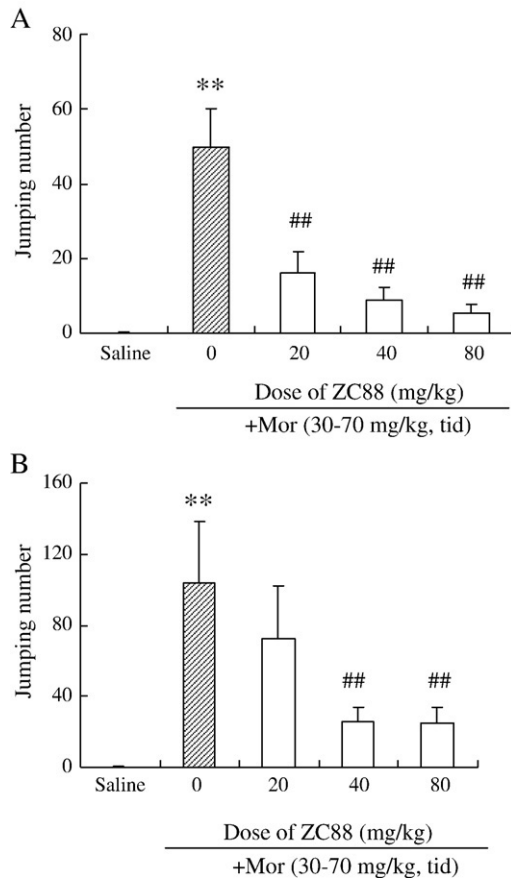 A
80
**
60
Jumping number
40
##
##
##
20
0
Saline 0 20 40 80
Dose of ZC88 (mg/kg)
+Mor (30-70 mg/kg, tid)
B
160
**
120
Jumping number
80
##
##
40
0
Saline 0 20 40 80
Dose of ZC88 (mg/kg)
+Mor (30-70 mg/kg, tid)